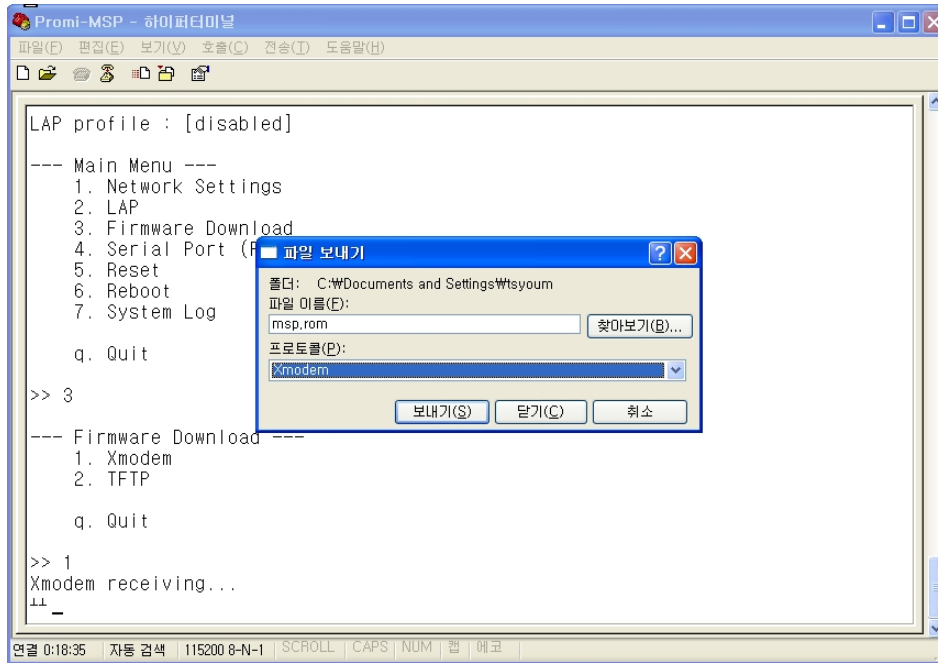 Promi-MSP - 하이퍼터미널
파일(F) 편집(E) 보기(V) 호출(C) 전송(T) 도움말(H)
LAP profile : [disabled]
--- Main Menu ---
1. Network Settings
2. LAP
3. Firmware Download
4. Serial Port (
5. Reset
6. Reboot
7. System Log
q. Quit
>> 3
--- Firmware Download ---
1. Xmodem
2. TFTP
q. Quit
>> 1
Xmodem receiving...
파일 보내기
폴더: C:₩Documents and Settings₩tsyoum
파일 이름(F):
msp.rom
찾아보기(B)...
프로토콜(P):
Xmodem
보내기(S) 닫기(C) 취소
연결 0:18:35 자동 검색 115200 8-N-1 SCROLL CAPS NUM 캡 에코